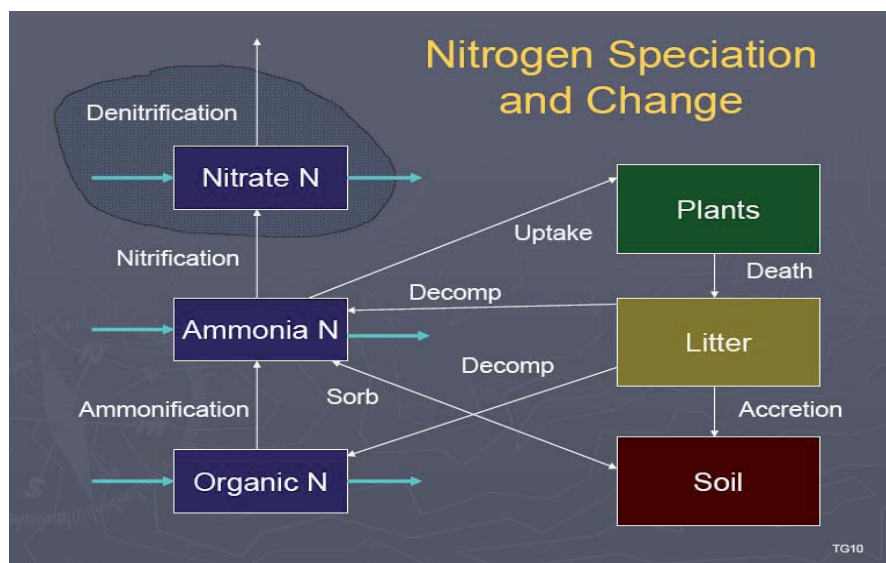 Nitrogen Speciation
and Change
Denitrification
Nitrate N
Plants
Uptake
Nitrification
Death
Decomp
Ammonia N
Litter
Decomp
Sorb
Ammonification
Accretion
Organic N
Soil
TG10